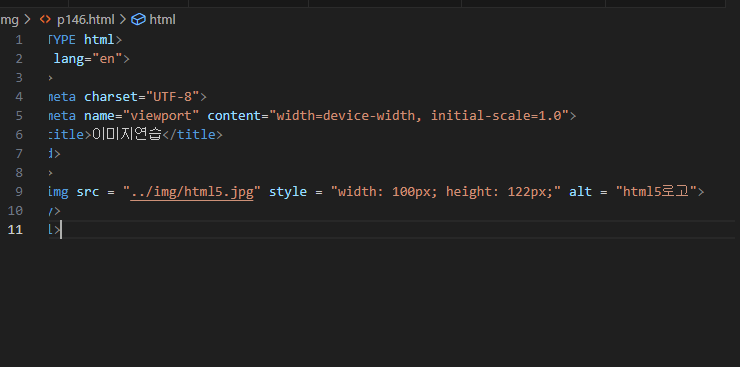 mg > <> p146.html > html
1 TYPE html>
2 lang="en">
3 >
4 meta charset="UTF-8">
5 meta name="viewport" content="width=device-width, initial-scale=1.0">
6 title>이미지연습</title>
7 d>
8 >
9 img src = "../img/html5.jpg" style = "width: 100px; height: 122px;" alt = "html5로고">
10 y>
11 l>